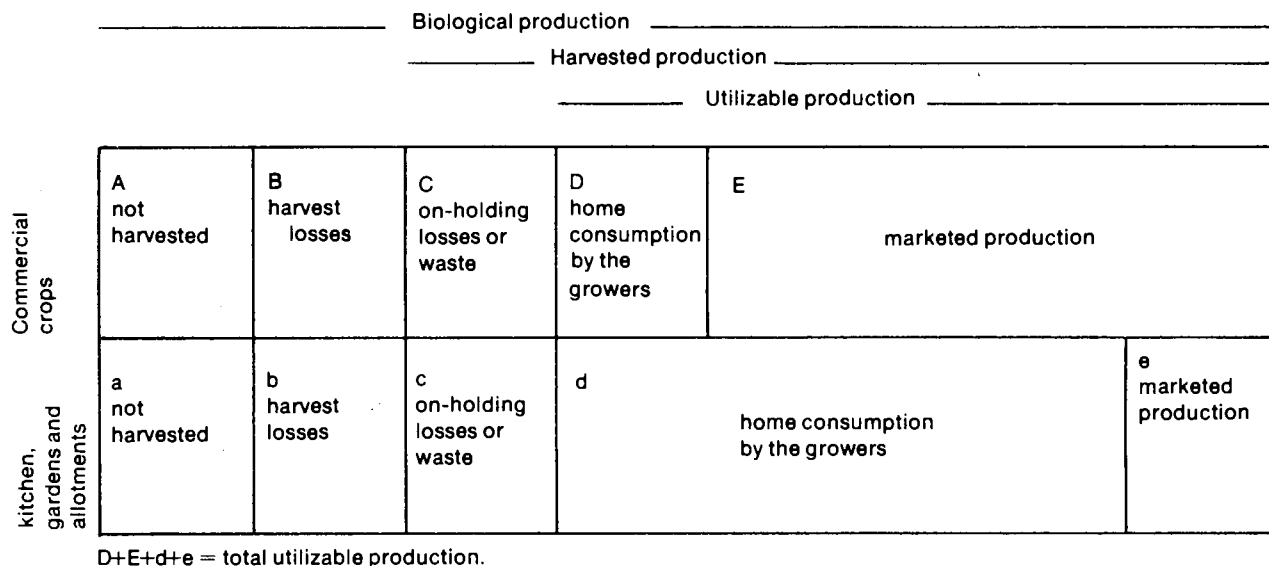 Biological production
Harvested production
Utilizable production
Commercial
crops
A
not
harvested
B
harvest
losses
C
on-holding
losses or
waste
D
home
consumption
by the
growers
E
marketed production
kitchen,
gardens and
allotments
a
not
harvested
b
harvest
losses
c
on-holding
losses or
waste
d
home consumption
by the growers
e
marketed
production
D+E+d+e = total utilizable production.